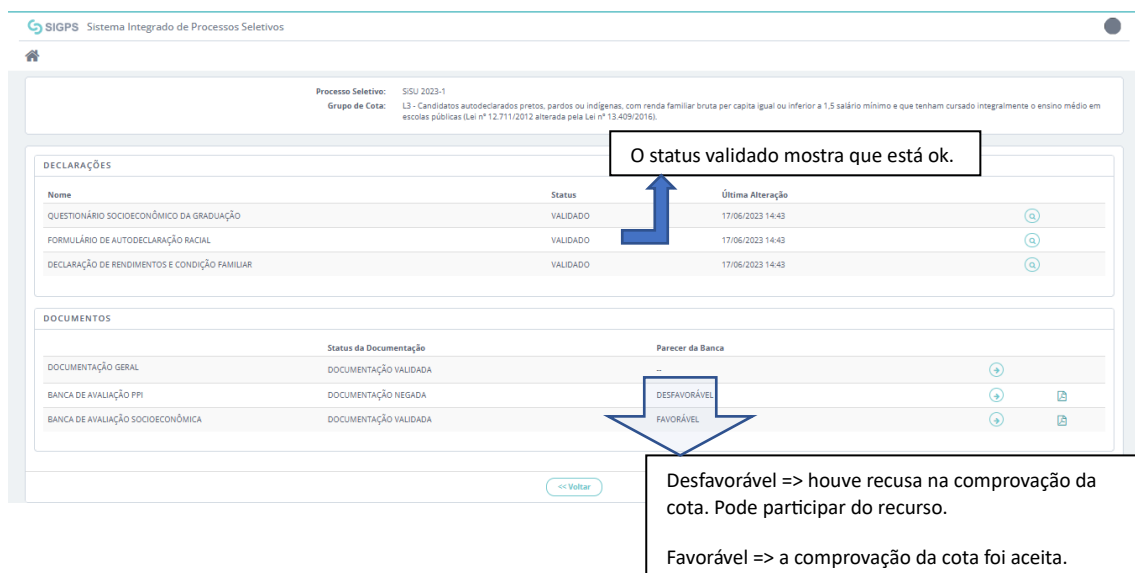 SIGPS Sistema Integrado de Processos Seletivos
Processo Seletivo: SiSU 2023-1
Grupo de Cota: L3 - Candidatos autodeclarados pretos, pardos ou indígenas, com renda familiar bruta per capita igual ou inferior a 1,5 salário mínimo e que tenham cursado integralmente o ensino médio em
escolas públicas (Lei nº 12.711/2012 alterada pela Lei nº 13.409/2016).
O status validado mostra que está ok.
DECLARAÇÕES
Nome Status Última Alteração
QUESTIONÁRIO SOCIOECONÔMICO DA GRADUAÇÃO VALIDADO 17/06/2023 14:43
FORMULÁRIO DE AUTODECLARAÇÃO RACIAL VALIDADO 17/06/2023 14:43
DECLARAÇÃO DE RENDIMENTOS E CONDIÇÃO FAMILIAR VALIDADO 17/06/2023 14:43
DOCUMENTOS
Status da Documentação Parecer da Banca
DOCUMENTAÇÃO GERAL DOCUMENTAÇÃO VALIDADA --
BANCA DE AVALIAÇÃO PPI DOCUMENTAÇÃO NEGADA DESFAVORÁVEL
BANCA DE AVALIAÇÃO SOCIOECONÔMICA DOCUMENTAÇÃO VALIDADA FAVORÁVEL
<< Voltar
Desfavorável => houve recusa na comprovação da
cota. Pode participar do recurso.
Favorável => a comprovação da cota foi aceita.